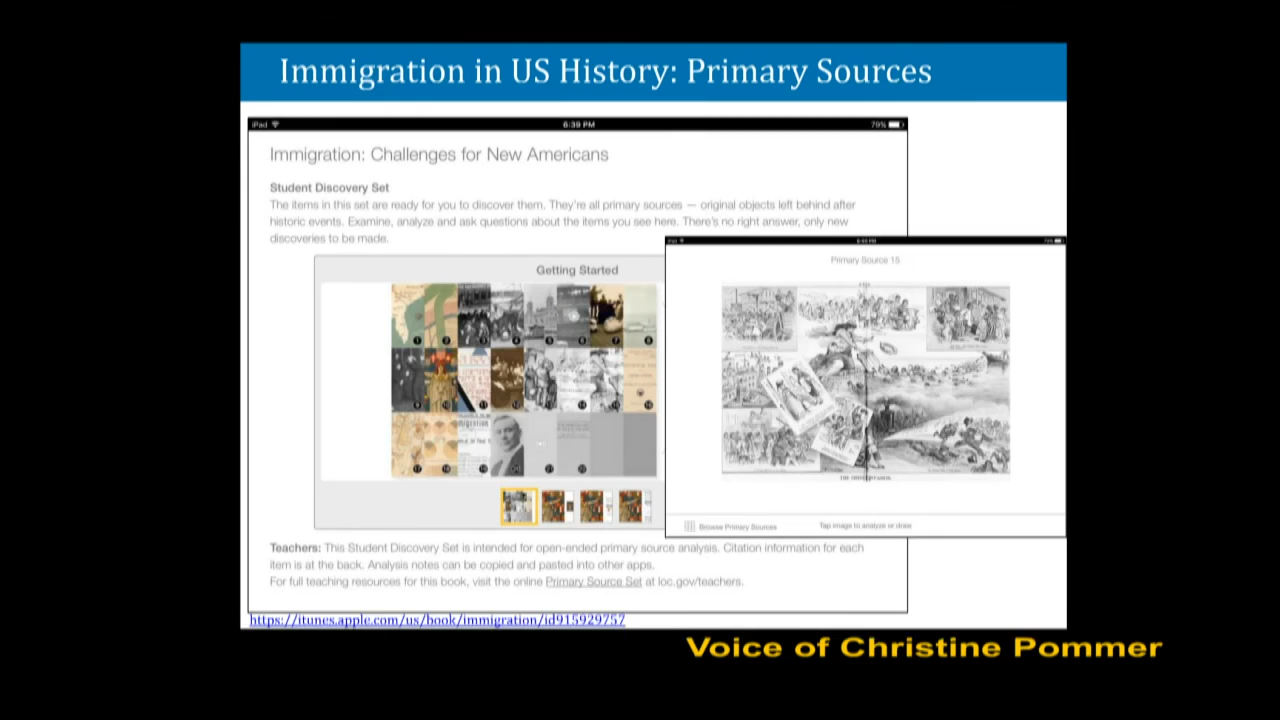 Immigration in US History: Primary Sources
iPad 6:39 PM 79%
Immigration: Challenges for New Americans
Student Discovery Set
The items in this set are ready for you to discover them. They're all primary sources — original objects left behind after
historic events. Examine, analyze and ask questions about the items you see here. There's no right answer, only new
discoveries to be made.
Getting Started
Primary Source 15
Browse Primary Sources Tap image to analyze or draw
Teachers: This Student Discovery Set is intended for open-ended primary source analysis. Citation information for each
item is at the back. Analysis notes can be copied and pasted into other apps.
For full teaching resources for this book, visit the online Primary Source Set at loc.gov/teachers.
https://itunes.apple.com/us/book/immigration/id915929757
Voice of Christine Pommer